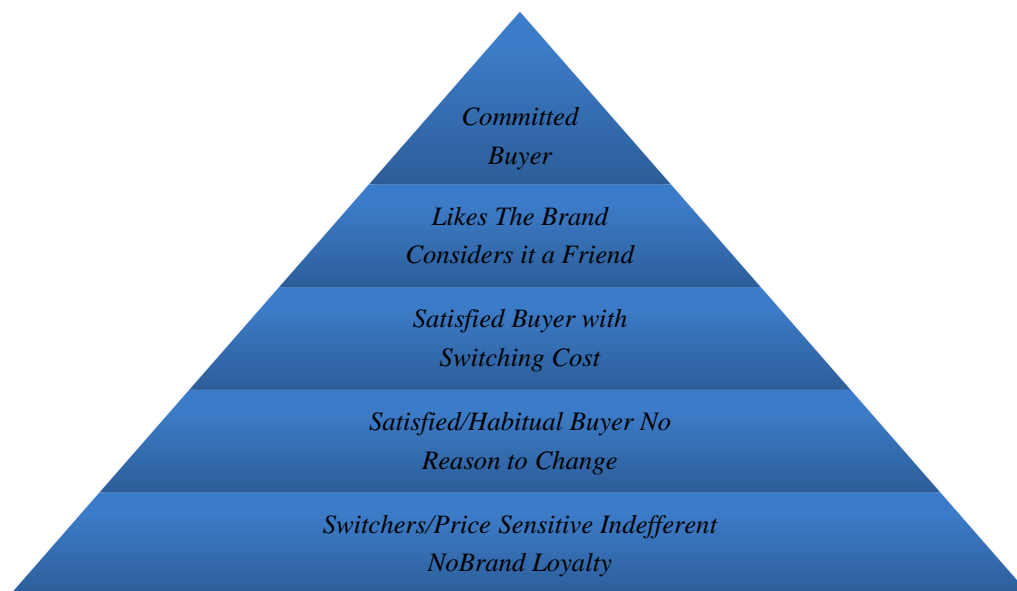 Committed
Buyer
Likes The Brand
Considers it a Friend
Satisfied Buyer with
Switching Cost
Satisfied/Habitual Buyer No
Reason to Change
Switchers/Price Sensitive Indefferent
NoBrand Loyalty